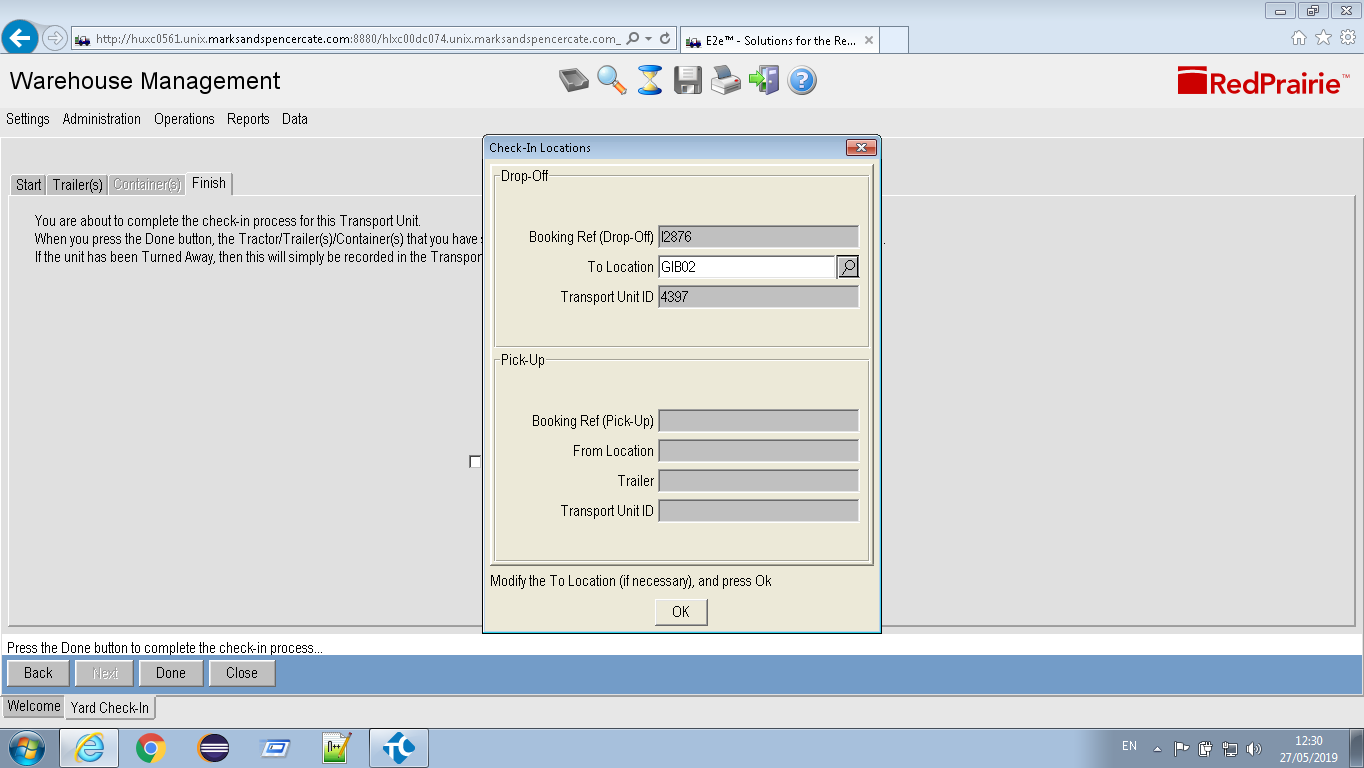 http://huxc0561.unix.marksandspencercate.com:8880/hlxc00dc074.unix.marksandspencercate.com_
E2e™ - Solutions for the Re...
Warehouse Management
RedPrairie™
Settings Administration Operations Reports Data
Check-In Locations
Start Trailer(s) Container(s) Finish
You are about to complete the check-in process for this Transport Unit.
When you press the Done button, the Tractor/Trailer(s)/Container(s) that you have
If the unit has been Turned Away, then this will simply be recorded in the Transpor
Drop-Off
Booking Ref (Drop-Off) I2876
To Location GIB02
Transport Unit ID 4397
Pick-Up
Booking Ref (Pick-Up)
From Location
Trailer
Transport Unit ID
Modify the To Location (if necessary), and press Ok
OK
Press the Done button to complete the check-in process...
Back Next Done Close
Welcome Yard Check-In
EN
12:30
27/05/2019